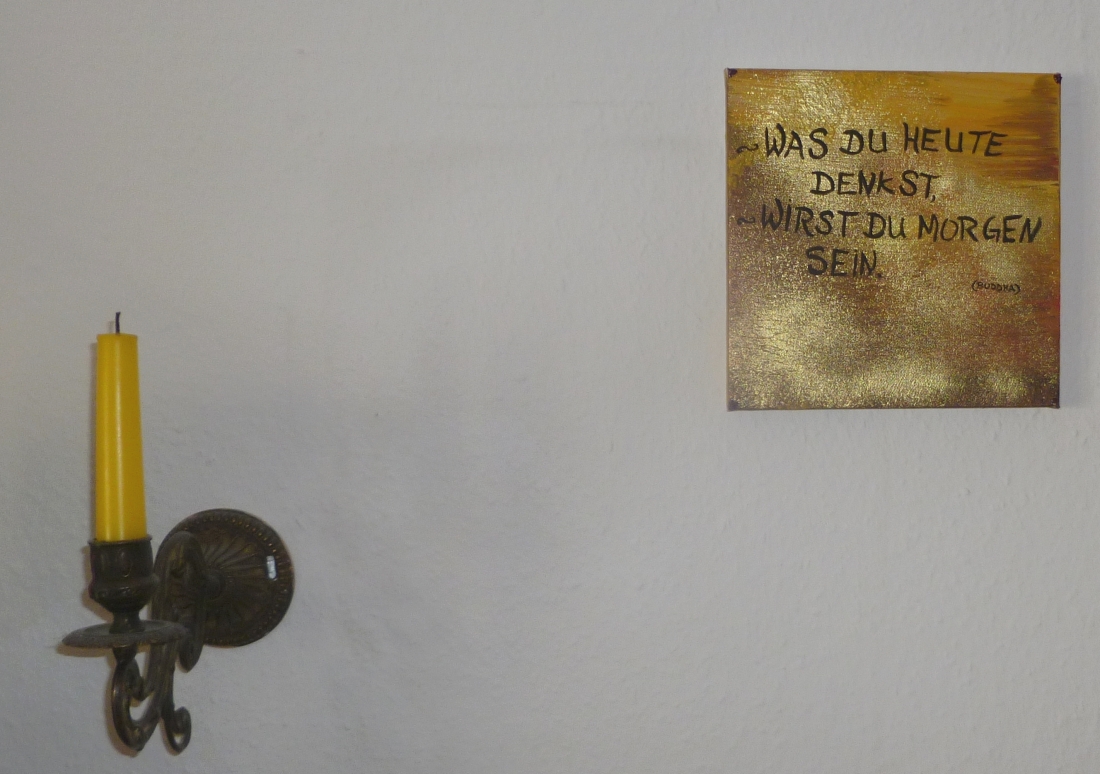 ~WAS DU HEUTE
DENKST,
~WIRST DU MORGEN
SEIN.
(BUDDHA)